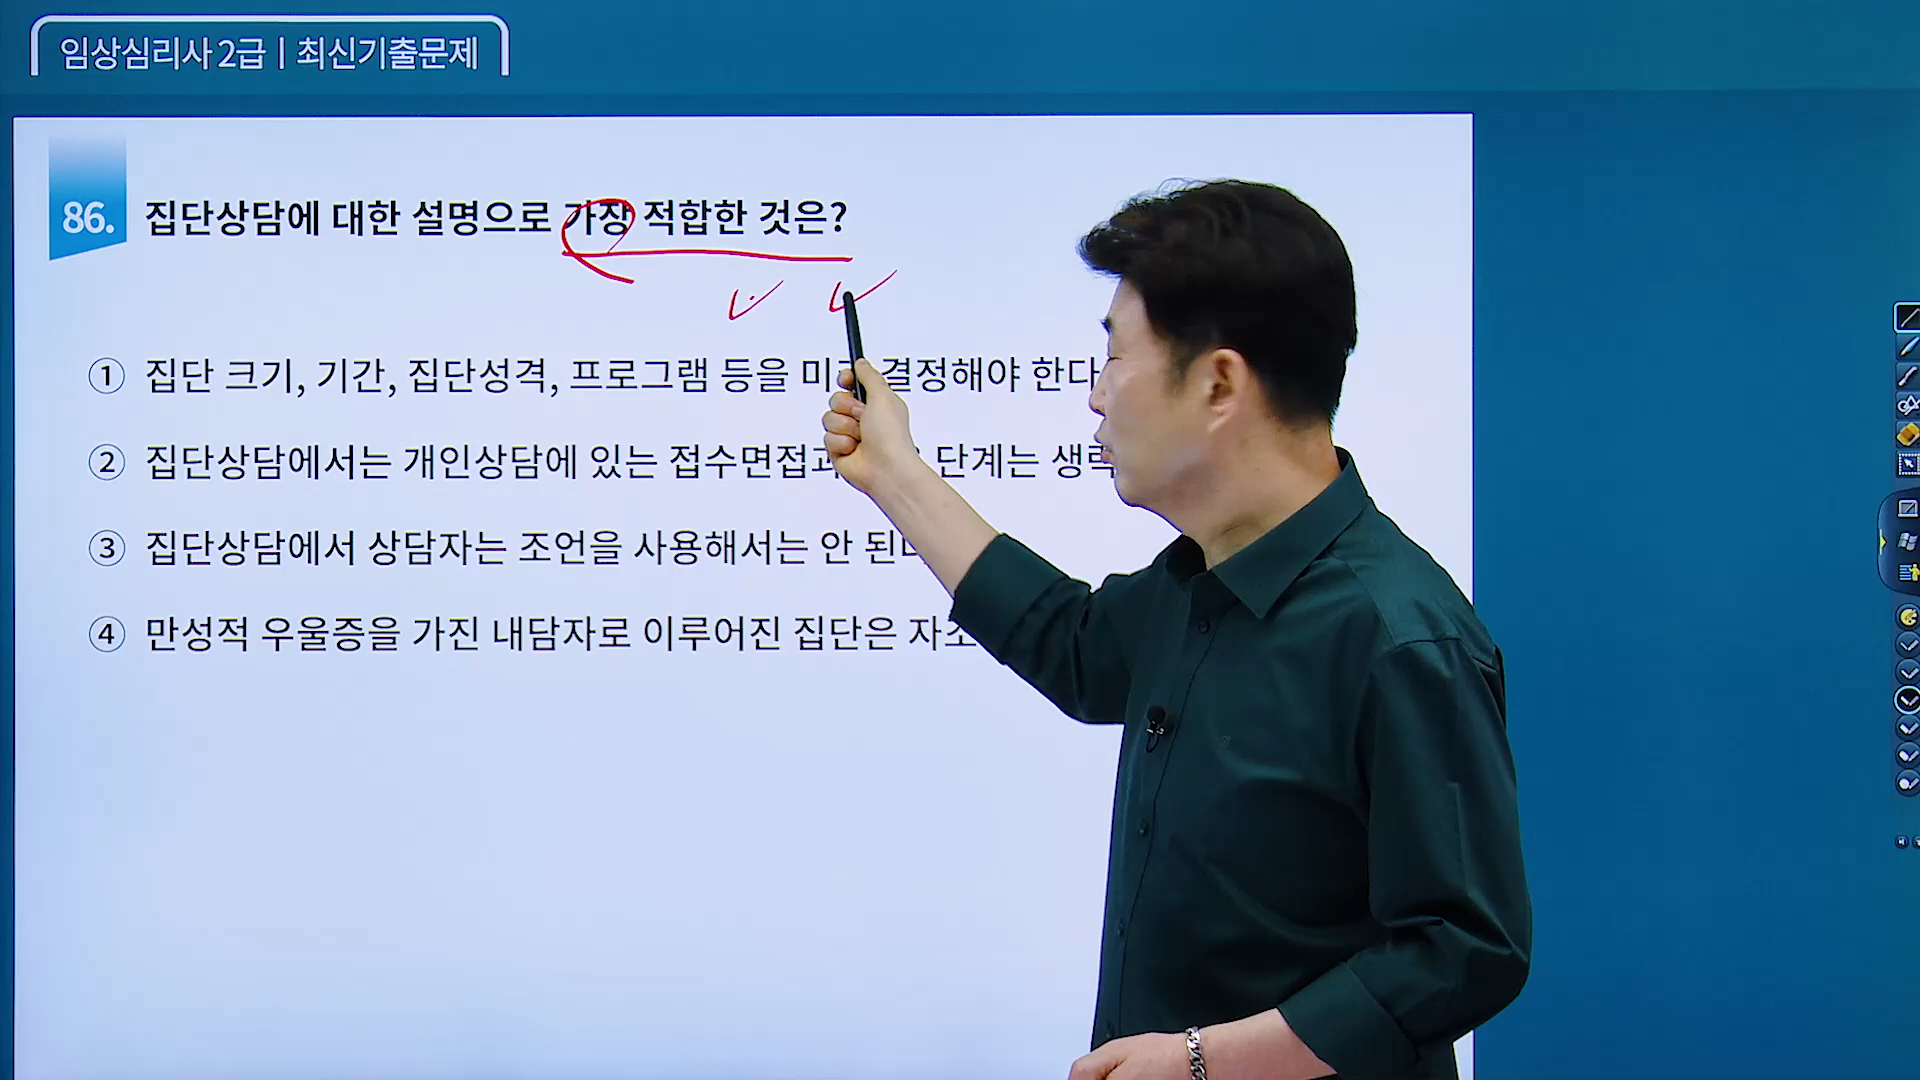 임상심리사 2급 | 최신기출문제
86. 집단상담에 대한 설명으로 가장 적합한 것은?
① 집단 크기, 기간, 집단성격, 프로그램 등을 결정해야 한다
② 집단상담에서는 개인상담에 있는 접수면접과 단계는
③ 집단상담에서 상담자는 조언을 사용해서는 안 된다
④ 만성적 우울증을 가진 내담자로 이루어진 집단은